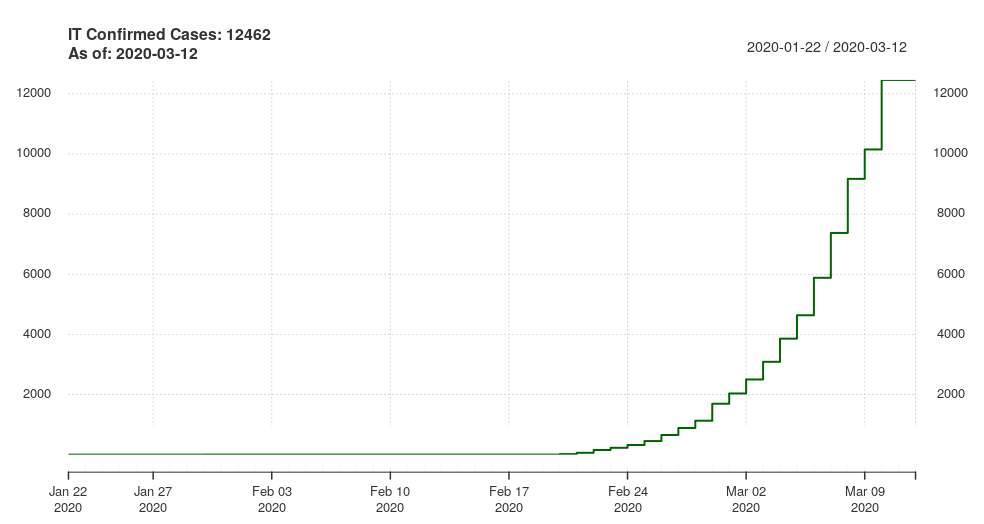 IT Confirmed Cases: 12462
As of: 2020-03-12
2020-01-22 / 2020-03-12
12000 12000
10000 10000
8000 8000
6000 6000
4000 4000
2000 2000
Jan 22 Jan 27 Feb 03 Feb 10 Feb 17 Feb 24 Mar 02 Mar 09
2020 2020 2020 2020 2020 2020 2020 2020